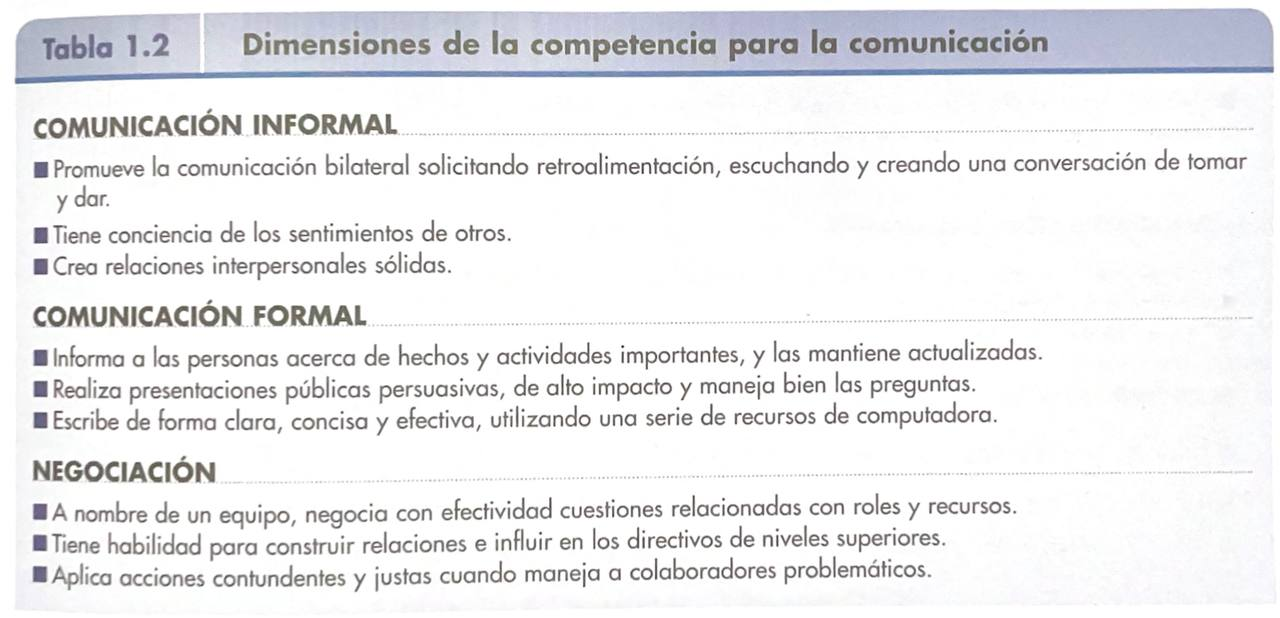 Tabla 1.2 Dimensiones de la competencia para la comunicación
COMUNICACIÓN INFORMAL
■ Promueve la comunicación bilateral solicitando retroalimentación, escuchando y creando una conversación de tomar
y dar.
■ Tiene conciencia de los sentimientos de otros.
■ Crea relaciones interpersonales sólidas.
COMUNICACIÓN FORMAL
■ Informa a las personas acerca de hechos y actividades importantes, y las mantiene actualizadas.
■ Realiza presentaciones públicas persuasivas, de alto impacto y maneja bien las preguntas.
■ Escribe de forma clara, concisa y efectiva, utilizando una serie de recursos de computadora.
NEGOCIACIÓN
■ A nombre de un equipo, negocia con efectividad cuestiones relacionadas con roles y recursos.
■ Tiene habilidad para construir relaciones e influir en los directivos de niveles superiores.
■ Aplica acciones contundentes y justas cuando maneja a colaboradores problemáticos.